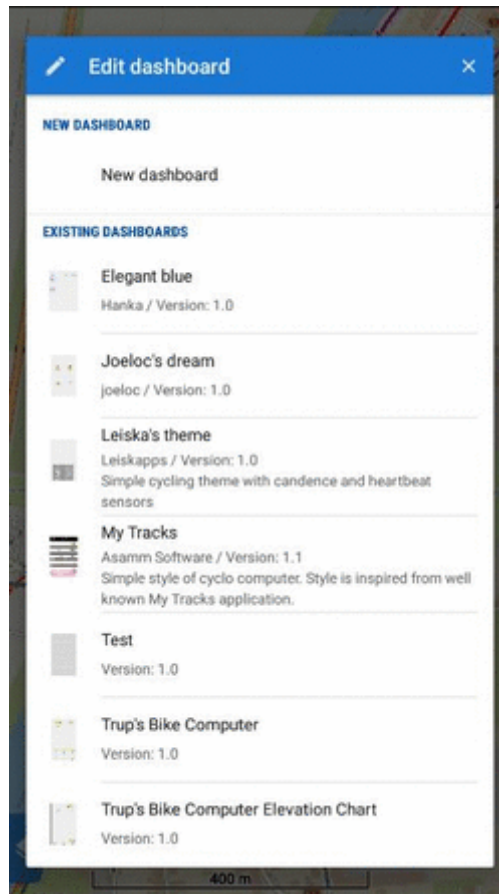 Edit dashboard
NEW DASHBOARD
New dashboard
EXISTING DASHBOARDS
Elegant blue
Hanka / Version: 1.0
Joeloc's dream
joeloc / Version: 1.0
Leiska's theme
Leiskapps / Version: 1.0
Simple cycling theme with candence and heartbeat
sensors
My Tracks
Asamm Software / Version: 1.1
Simple style of cyclo computer. Style is inspired from well
known My Tracks application.
Test
Version: 1.0
Trup's Bike Computer
Version: 1.0
Trup's Bike Computer Elevation Chart
Version: 1.0
400 m